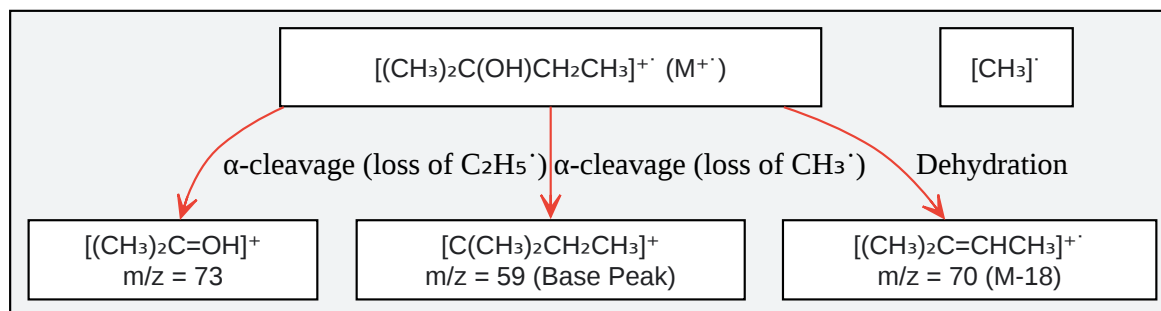 [(CH₃)₂C(OH)CH₂CH₃]⁺˙ (M⁺˙)
[CH₃]˙
α-cleavage (loss of C₂H₅˙)
α-cleavage (loss of CH₃˙)
Dehydration
[(CH₃)₂C=OH]⁺
m/z = 73
[C(CH₃)₂CH₂CH₃]⁺
m/z = 59 (Base Peak)
[(CH₃)₂C=CHCH₃]⁺˙
m/z = 70 (M-18)